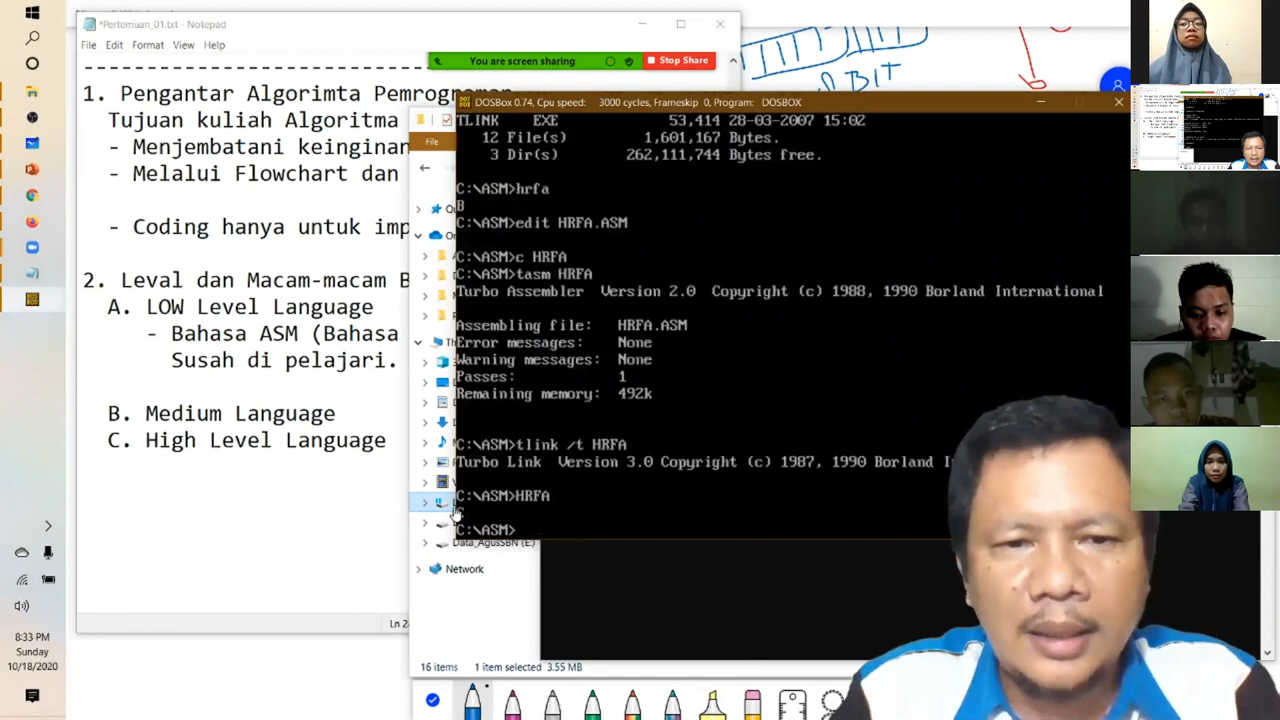 *Pertemuan_01.txt - Notepad
File Edit Format View Help
1. Pengantar Algorimta Pemrograman
Tujuan kuliah Algoritma
- Menjembatani keinginan
- Melalui Flowchart dan
- Coding hanya untuk imp
2. Leval dan Macam-macam B
A. LOW Level Language
- Bahasa ASM (Bahasa
Susah di pelajari.
B. Medium Language
C. High Level Language
You are screen sharing
Stop Share
BIT
File
DOSBox 0.74, Cpu speed: 3000 cycles, Frameskip 0, Program: DOSBOX
TLINK EXE 53,414 28-03-2007 15:02
12 File(s) 1,601,167 Bytes.
3 Dir(s) 262,111,744 Bytes free.
C:\ASM>hrfa
B
C:\ASM>edit HRFA.ASM
C:\ASM>c HRFA
C:\ASM>tasm HRFA
Turbo Assembler Version 2.0 Copyright (c) 1988, 1990 Borland International
Assembling file: HRFA.ASM
Error messages: None
Warning messages: None
Passes: 1
Remaining memory: 492k
C:\ASM>tlink /t HRFA
Turbo Link Version 3.0 Copyright (c) 1987, 1990 Borland I
C:\ASM>HRFA
C:\ASM>
Data_AgusSBN (E:)
Network
16 items 1 item selected 3.55 MB
8:33 PM
Sunday
10/18/2020